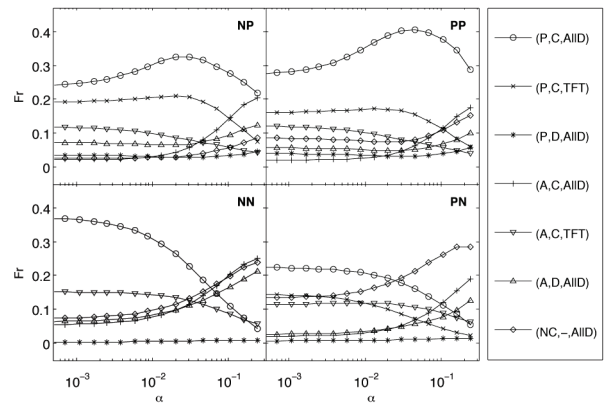 NP
PP
Fr
0.4
0.3
0.2
0.1
0
NN
PN
Fr
0.4
0.3
0.2
0.1
0
10⁻³
10⁻²
10⁻¹
α
10⁻³
10⁻²
10⁻¹
α
(P,C,AllD)
(P,C,TFT)
(P,D,AllD)
(A,C,AllD)
(A,C,TFT)
(A,D,AllD)
(NC,−,AllD)